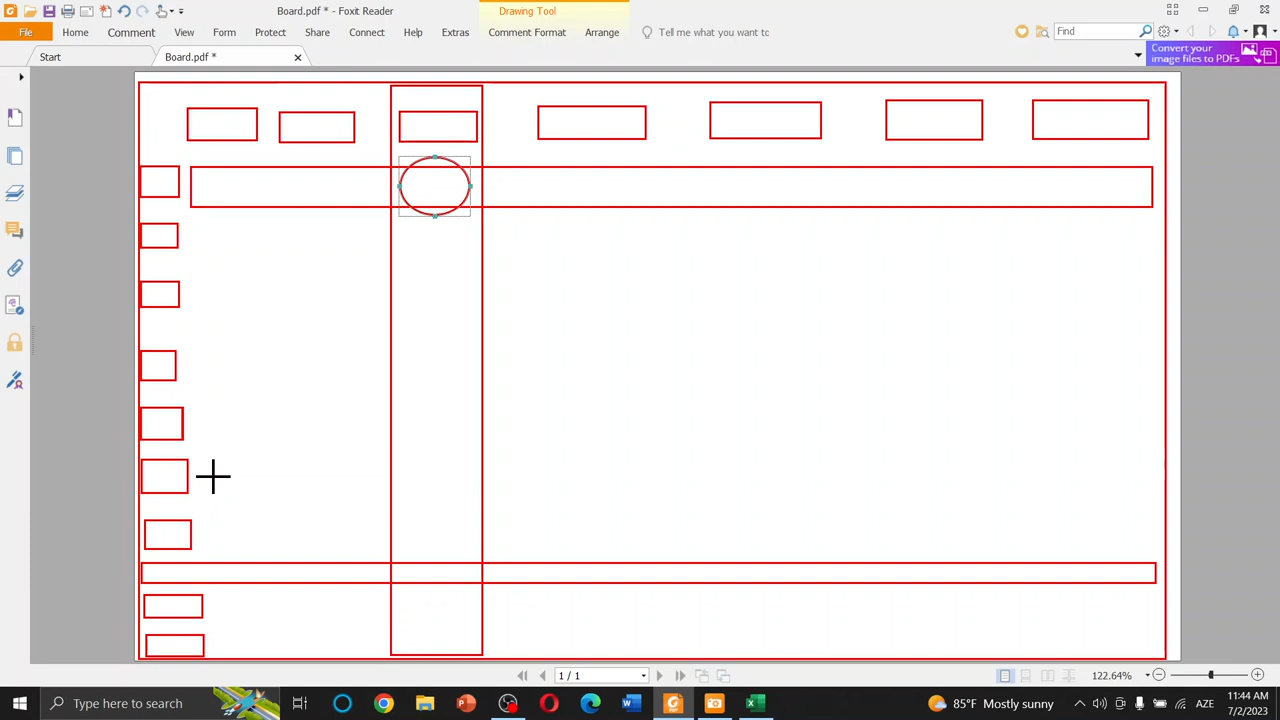 Board.pdf * - Foxit Reader
Drawing Tool
File
Home
Comment
View
Form
Protect
Share
Connect
Help
Extras
Comment Format
Arrange
Tell me what you want to
Find
Start
Board.pdf *
Convert your
image files to PDFs
1 / 1
122.64%
Type here to search
85°F Mostly sunny
AZE
11:44 AM
7/2/2023